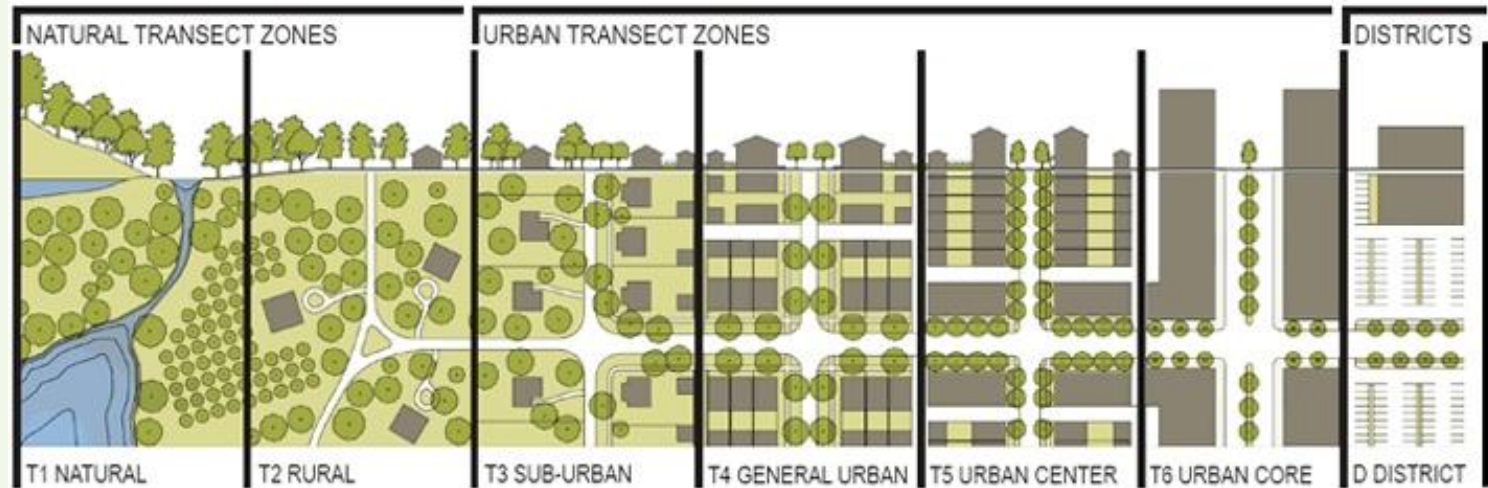 NATURAL TRANSECT ZONES
URBAN TRANSECT ZONES
DISTRICTS
T1 NATURAL
T2 RURAL
T3 SUB-URBAN
T4 GENERAL URBAN
T5 URBAN CENTER
T6 URBAN CORE
D DISTRICT